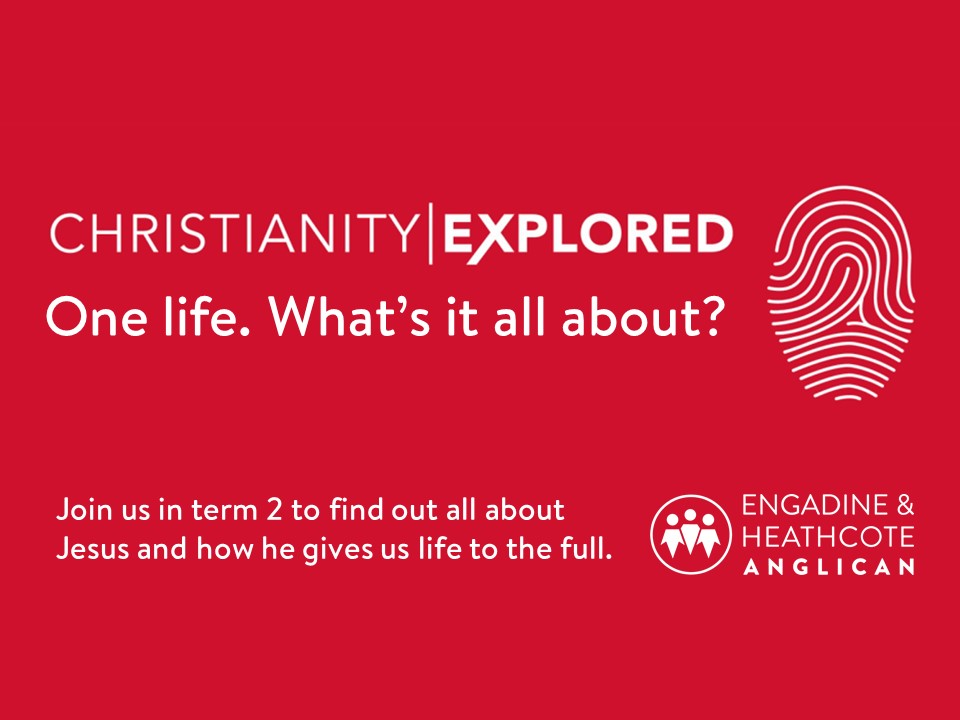 CHRISTIANITY|EXPLORED
One life. What's it all about?
Join us in term 2 to find out all about
Jesus and how he gives us life to the full.
ENGADINE &
HEATHCOTE
ANGLICAN